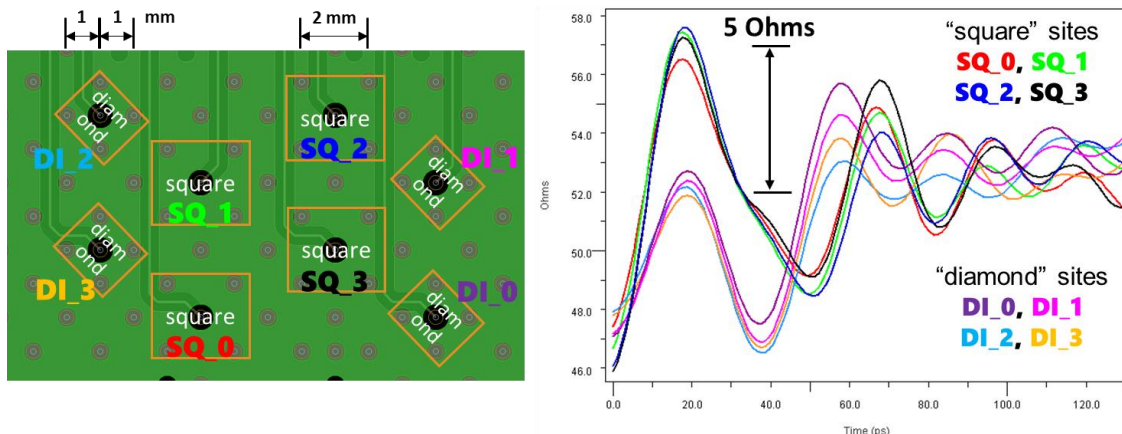 1 1 mm
2 mm
diam
ond
DI_2
square
SQ_2
DI_1
diam
ond
square
SQ_1
diam
ond
DI_3
square
SQ_3
DI_0
diam
ond
square
SQ_0
58.0
56.0
54.0
52.0
50.0
48.0
46.0
Ohms
5 Ohms
"square" sites
SQ_0, SQ_1
SQ_2, SQ_3
"diamond" sites
DI_0, DI_1
DI_2, DI_3
0.0 20.0 40.0 60.0 80.0 100.0 120.0
Time (ps)